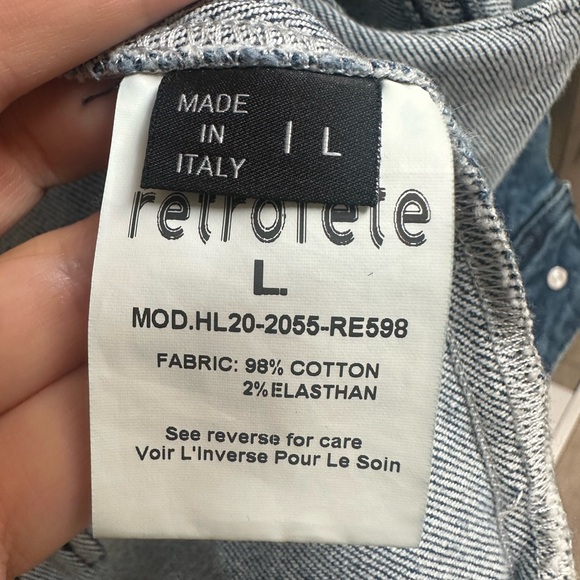 MADE
IN
ITALY
| L
retrofete
L
MOD.HL20-2055-RE598
FABRIC: 98% COTTON
2% ELASTHAN
See reverse for care
Voir L'Inverse Pour Le Soin